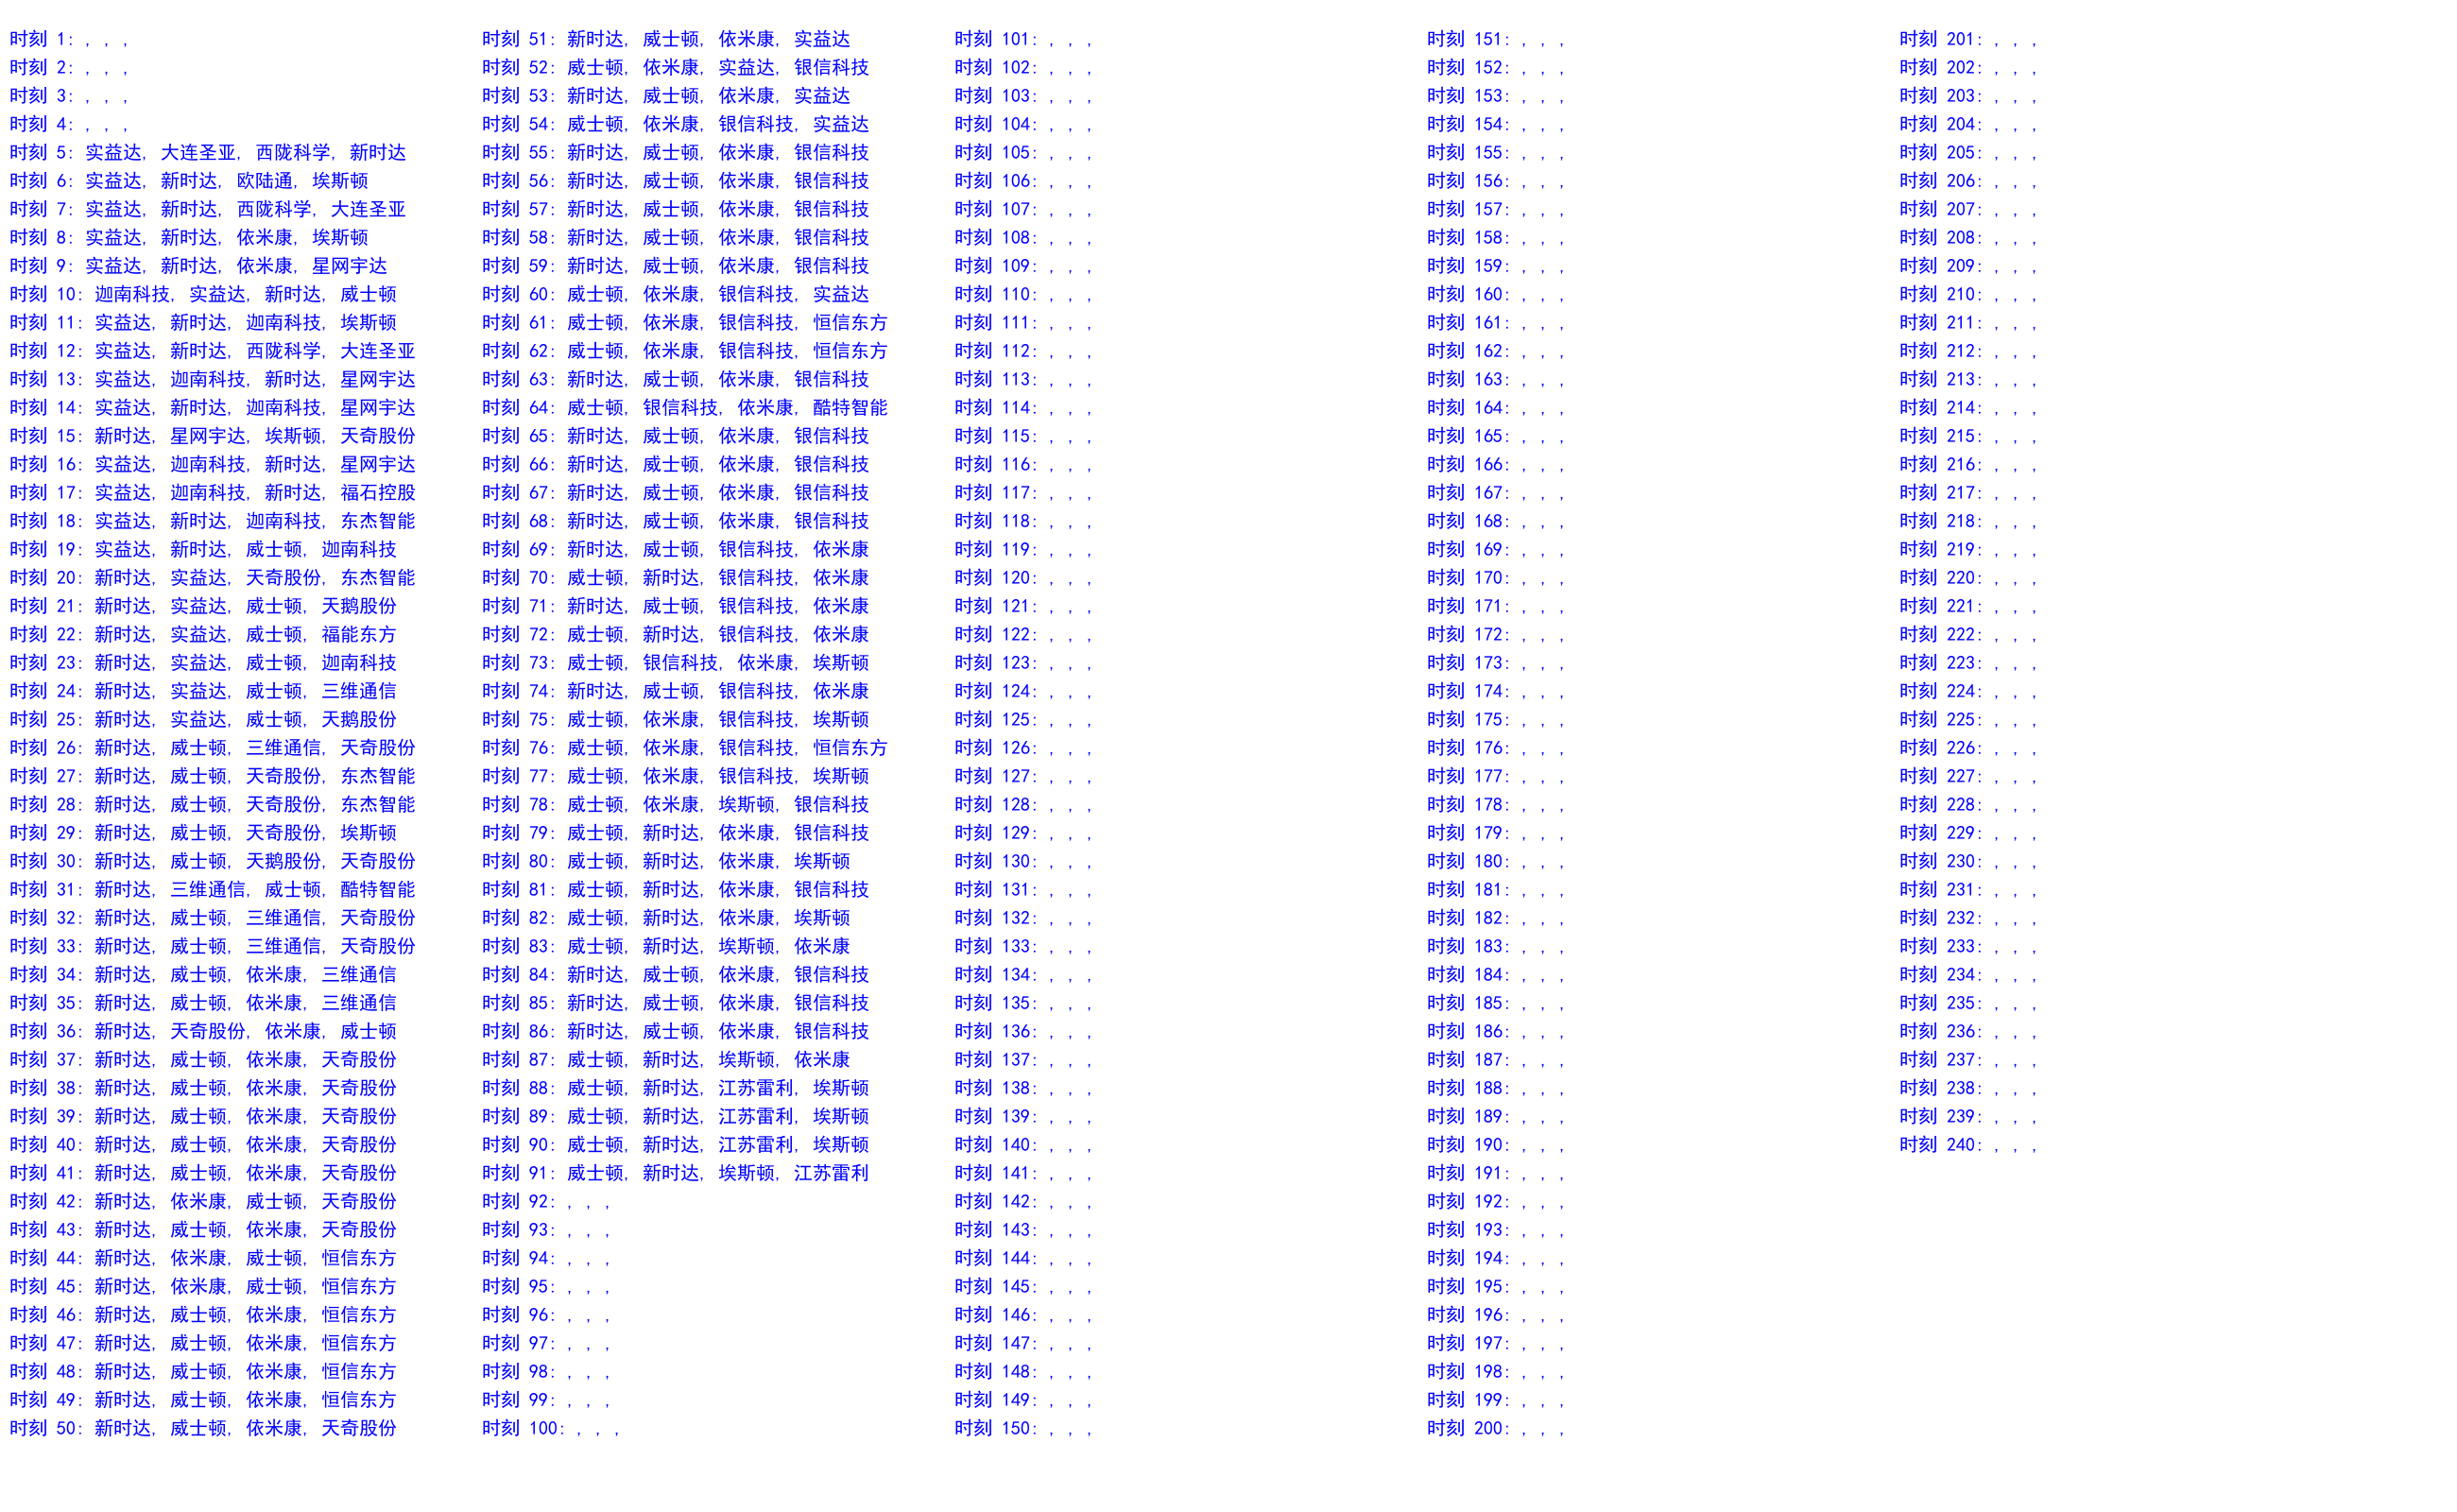 时刻 1: , , ,
时刻 2: , , ,
时刻 3: , , ,
时刻 4: , , ,
时刻 5: 实益达, 大连圣亚, 西陇科学, 新时达
时刻 6: 实益达, 新时达, 欧陆通, 埃斯顿
时刻 7: 实益达, 新时达, 西陇科学, 大连圣亚
时刻 8: 实益达, 新时达, 依米康, 埃斯顿
时刻 9: 实益达, 新时达, 依米康, 星网宇达
时刻 10: 迦南科技, 实益达, 新时达, 威士顿
时刻 11: 实益达, 新时达, 迦南科技, 埃斯顿
时刻 12: 实益达, 新时达, 西陇科学, 大连圣亚
时刻 13: 实益达, 迦南科技, 新时达, 星网宇达
时刻 14: 实益达, 新时达, 迦南科技, 星网宇达
时刻 15: 新时达, 星网宇达, 埃斯顿, 天奇股份
时刻 16: 实益达, 迦南科技, 新时达, 星网宇达
时刻 17: 实益达, 迦南科技, 新时达, 福石控股
时刻 18: 实益达, 新时达, 迦南科技, 东杰智能
时刻 19: 实益达, 新时达, 威士顿, 迦南科技
时刻 20: 新时达, 实益达, 天奇股份, 东杰智能
时刻 21: 新时达, 实益达, 威士顿, 天鹅股份
时刻 22: 新时达, 实益达, 威士顿, 福能东方
时刻 23: 新时达, 实益达, 威士顿, 迦南科技
时刻 24: 新时达, 实益达, 威士顿, 三维通信
时刻 25: 新时达, 实益达, 威士顿, 天鹅股份
时刻 26: 新时达, 威士顿, 三维通信, 天奇股份
时刻 27: 新时达, 威士顿, 天奇股份, 东杰智能
时刻 28: 新时达, 威士顿, 天奇股份, 东杰智能
时刻 29: 新时达, 威士顿, 天奇股份, 埃斯顿
时刻 30: 新时达, 威士顿, 天鹅股份, 天奇股份
时刻 31: 新时达, 三维通信, 威士顿, 酷特智能
时刻 32: 新时达, 威士顿, 三维通信, 天奇股份
时刻 33: 新时达, 威士顿, 三维通信, 天奇股份
时刻 34: 新时达, 威士顿, 依米康, 三维通信
时刻 35: 新时达, 威士顿, 依米康, 三维通信
时刻 36: 新时达, 天奇股份, 依米康, 威士顿
时刻 37: 新时达, 威士顿, 依米康, 天奇股份
时刻 38: 新时达, 威士顿, 依米康, 天奇股份
时刻 39: 新时达, 威士顿, 依米康, 天奇股份
时刻 40: 新时达, 威士顿, 依米康, 天奇股份
时刻 41: 新时达, 威士顿, 依米康, 天奇股份
时刻 42: 新时达, 依米康, 威士顿, 天奇股份
时刻 43: 新时达, 威士顿, 依米康, 天奇股份
时刻 44: 新时达, 依米康, 威士顿, 恒信东方
时刻 45: 新时达, 依米康, 威士顿, 恒信东方
时刻 46: 新时达, 威士顿, 依米康, 恒信东方
时刻 47: 新时达, 威士顿, 依米康, 恒信东方
时刻 48: 新时达, 威士顿, 依米康, 恒信东方
时刻 49: 新时达, 威士顿, 依米康, 恒信东方
时刻 50: 新时达, 威士顿, 依米康, 天奇股份
时刻 51: 新时达, 威士顿, 依米康, 实益达
时刻 52: 威士顿, 依米康, 实益达, 银信科技
时刻 53: 新时达, 威士顿, 依米康, 实益达
时刻 54: 威士顿, 依米康, 银信科技, 实益达
时刻 55: 新时达, 威士顿, 依米康, 银信科技
时刻 56: 新时达, 威士顿, 依米康, 银信科技
时刻 57: 新时达, 威士顿, 依米康, 银信科技
时刻 58: 新时达, 威士顿, 依米康, 银信科技
时刻 59: 新时达, 威士顿, 依米康, 银信科技
时刻 60: 威士顿, 依米康, 银信科技, 实益达
时刻 61: 威士顿, 依米康, 银信科技, 恒信东方
时刻 62: 威士顿, 依米康, 银信科技, 恒信东方
时刻 63: 新时达, 威士顿, 依米康, 银信科技
时刻 64: 威士顿, 银信科技, 依米康, 酷特智能
时刻 65: 新时达, 威士顿, 依米康, 银信科技
时刻 66: 新时达, 威士顿, 依米康, 银信科技
时刻 67: 新时达, 威士顿, 依米康, 银信科技
时刻 68: 新时达, 威士顿, 依米康, 银信科技
时刻 69: 新时达, 威士顿, 银信科技, 依米康
时刻 70: 威士顿, 新时达, 银信科技, 依米康
时刻 71: 新时达, 威士顿, 银信科技, 依米康
时刻 72: 威士顿, 新时达, 银信科技, 依米康
时刻 73: 威士顿, 银信科技, 依米康, 埃斯顿
时刻 74: 新时达, 威士顿, 银信科技, 依米康
时刻 75: 威士顿, 依米康, 银信科技, 埃斯顿
时刻 76: 威士顿, 依米康, 银信科技, 恒信东方
时刻 77: 威士顿, 依米康, 银信科技, 埃斯顿
时刻 78: 威士顿, 依米康, 埃斯顿, 银信科技
时刻 79: 威士顿, 新时达, 依米康, 银信科技
时刻 80: 威士顿, 新时达, 依米康, 埃斯顿
时刻 81: 威士顿, 新时达, 依米康, 银信科技
时刻 82: 威士顿, 新时达, 依米康, 埃斯顿
时刻 83: 威士顿, 新时达, 埃斯顿, 依米康
时刻 84: 新时达, 威士顿, 依米康, 银信科技
时刻 85: 新时达, 威士顿, 依米康, 银信科技
时刻 86: 新时达, 威士顿, 依米康, 银信科技
时刻 87: 威士顿, 新时达, 埃斯顿, 依米康
时刻 88: 威士顿, 新时达, 江苏雷利, 埃斯顿
时刻 89: 威士顿, 新时达, 江苏雷利, 埃斯顿
时刻 90: 威士顿, 新时达, 江苏雷利, 埃斯顿
时刻 91: 威士顿, 新时达, 埃斯顿, 江苏雷利
时刻 92: , , ,
时刻 93: , , ,
时刻 94: , , ,
时刻 95: , , ,
时刻 96: , , ,
时刻 97: , , ,
时刻 98: , , ,
时刻 99: , , ,
时刻 100: , , ,
时刻 101: , , ,
时刻 102: , , ,
时刻 103: , , ,
时刻 104: , , ,
时刻 105: , , ,
时刻 106: , , ,
时刻 107: , , ,
时刻 108: , , ,
时刻 109: , , ,
时刻 110: , , ,
时刻 111: , , ,
时刻 112: , , ,
时刻 113: , , ,
时刻 114: , , ,
时刻 115: , , ,
时刻 116: , , ,
时刻 117: , , ,
时刻 118: , , ,
时刻 119: , , ,
时刻 120: , , ,
时刻 121: , , ,
时刻 122: , , ,
时刻 123: , , ,
时刻 124: , , ,
时刻 125: , , ,
时刻 126: , , ,
时刻 127: , , ,
时刻 128: , , ,
时刻 129: , , ,
时刻 130: , , ,
时刻 131: , , ,
时刻 132: , , ,
时刻 133: , , ,
时刻 134: , , ,
时刻 135: , , ,
时刻 136: , , ,
时刻 137: , , ,
时刻 138: , , ,
时刻 139: , , ,
时刻 140: , , ,
时刻 141: , , ,
时刻 142: , , ,
时刻 143: , , ,
时刻 144: , , ,
时刻 145: , , ,
时刻 146: , , ,
时刻 147: , , ,
时刻 148: , , ,
时刻 149: , , ,
时刻 150: , , ,
时刻 151: , , ,
时刻 152: , , ,
时刻 153: , , ,
时刻 154: , , ,
时刻 155: , , ,
时刻 156: , , ,
时刻 157: , , ,
时刻 158: , , ,
时刻 159: , , ,
时刻 160: , , ,
时刻 161: , , ,
时刻 162: , , ,
时刻 163: , , ,
时刻 164: , , ,
时刻 165: , , ,
时刻 166: , , ,
时刻 167: , , ,
时刻 168: , , ,
时刻 169: , , ,
时刻 170: , , ,
时刻 171: , , ,
时刻 172: , , ,
时刻 173: , , ,
时刻 174: , , ,
时刻 175: , , ,
时刻 176: , , ,
时刻 177: , , ,
时刻 178: , , ,
时刻 179: , , ,
时刻 180: , , ,
时刻 181: , , ,
时刻 182: , , ,
时刻 183: , , ,
时刻 184: , , ,
时刻 185: , , ,
时刻 186: , , ,
时刻 187: , , ,
时刻 188: , , ,
时刻 189: , , ,
时刻 190: , , ,
时刻 191: , , ,
时刻 192: , , ,
时刻 193: , , ,
时刻 194: , , ,
时刻 195: , , ,
时刻 196: , , ,
时刻 197: , , ,
时刻 198: , , ,
时刻 199: , , ,
时刻 200: , , ,
时刻 201: , , ,
时刻 202: , , ,
时刻 203: , , ,
时刻 204: , , ,
时刻 205: , , ,
时刻 206: , , ,
时刻 207: , , ,
时刻 208: , , ,
时刻 209: , , ,
时刻 210: , , ,
时刻 211: , , ,
时刻 212: , , ,
时刻 213: , , ,
时刻 214: , , ,
时刻 215: , , ,
时刻 216: , , ,
时刻 217: , , ,
时刻 218: , , ,
时刻 219: , , ,
时刻 220: , , ,
时刻 221: , , ,
时刻 222: , , ,
时刻 223: , , ,
时刻 224: , , ,
时刻 225: , , ,
时刻 226: , , ,
时刻 227: , , ,
时刻 228: , , ,
时刻 229: , , ,
时刻 230: , , ,
时刻 231: , , ,
时刻 232: , , ,
时刻 233: , , ,
时刻 234: , , ,
时刻 235: , , ,
时刻 236: , , ,
时刻 237: , , ,
时刻 238: , , ,
时刻 239: , , ,
时刻 240: , , ,